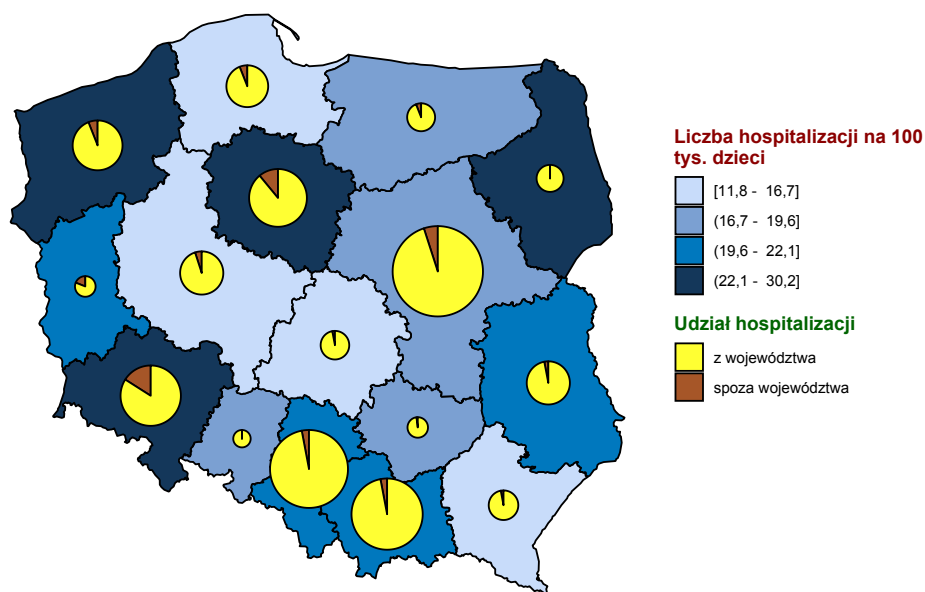 Liczba hospitalizacji na 100
tys. dzieci
[11,8 - 16,7]
(16,7 - 19,6]
(19,6 - 22,1]
(22,1 - 30,2]
Udział hospitalizacji
z województwa
spoza województwa